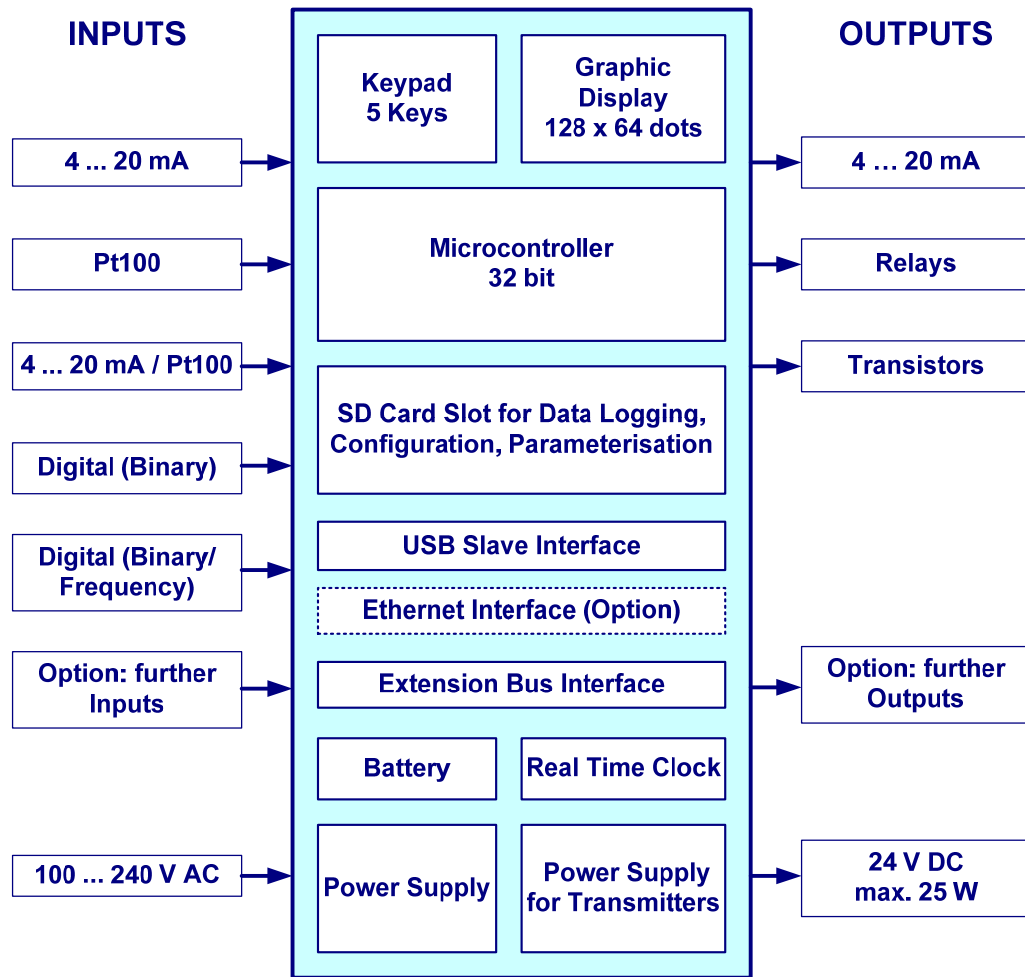 INPUTS
OUTPUTS
Keypad
5 Keys
Graphic
Display
128 x 64 dots
4 ... 20 mA
4 ... 20 mA
Pt100
Microcontroller
32 bit
Relays
4 ... 20 mA / Pt100
Transistors
SD Card Slot for Data Logging,
Configuration, Parameterisation
Digital (Binary)
Digital (Binary/
Frequency)
USB Slave Interface
Ethernet Interface (Option)
Option: further
Inputs
Extension Bus Interface
Option: further
Outputs
Battery
Real Time Clock
100 ... 240 V AC
Power Supply
Power Supply
for Transmitters
24 V DC
max. 25 W